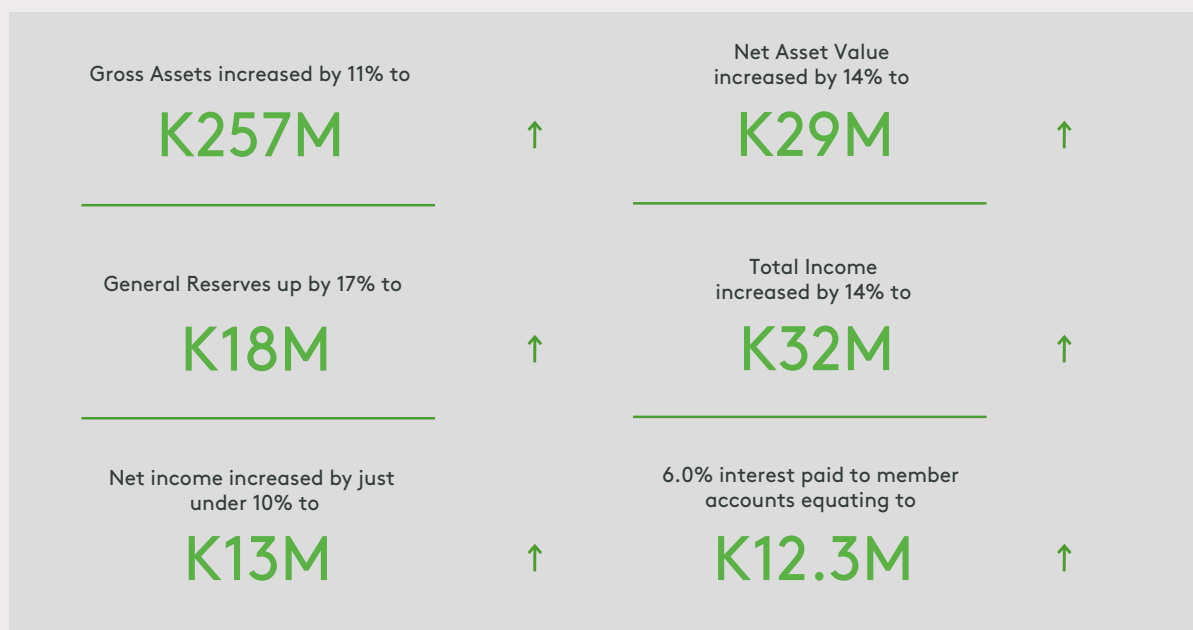 Gross Assets increased by 11% to
K257M
↑
Net Asset Value
increased by 14% to
K29M
↑
General Reserves up by 17% to
K18M
↑
Total Income
increased by 14% to
K32M
↑
Net income increased by just
under 10% to
K13M
↑
6.0% interest paid to member
accounts equating to
K12.3M
↑